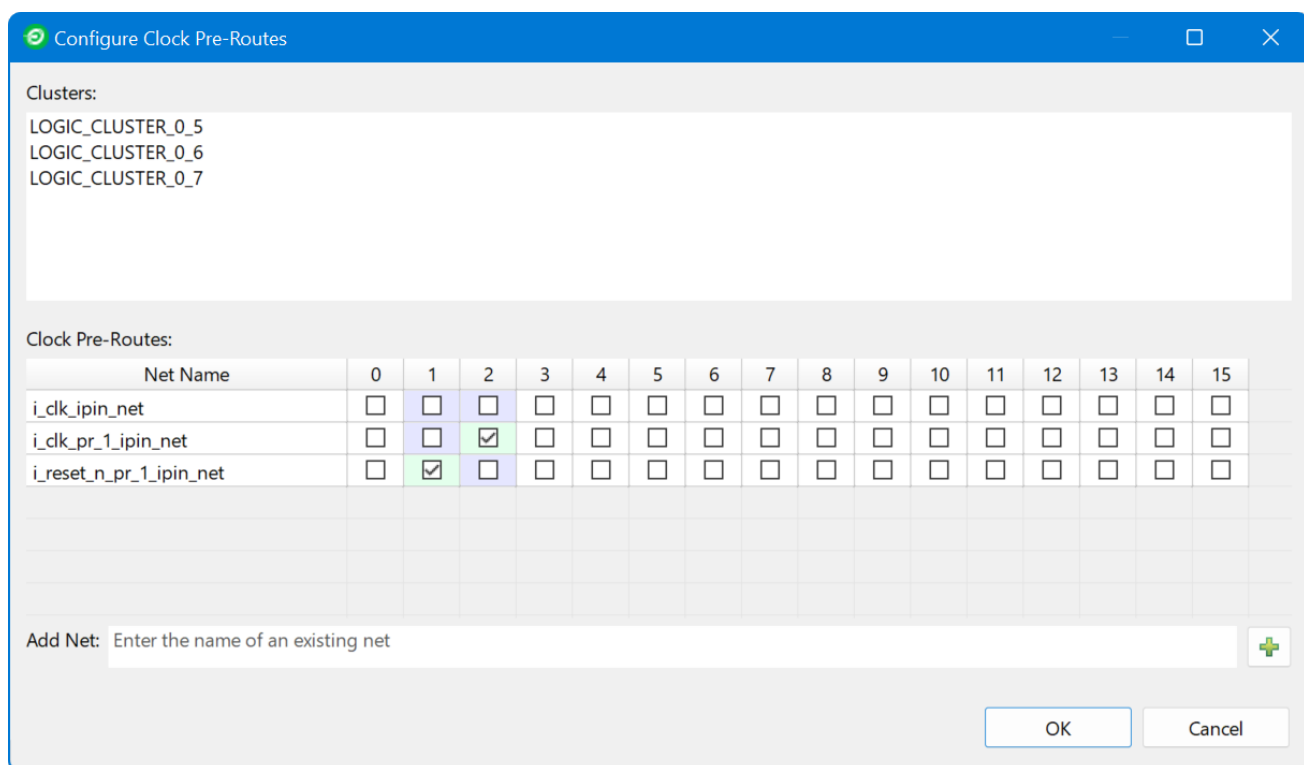 Configure Clock Pre-Routes
Clusters:
LOGIC_CLUSTER_0_5
LOGIC_CLUSTER_0_6
LOGIC_CLUSTER_0_7
Clock Pre-Routes:
Net Name 0 1 2 3 4 5 6 7 8 9 10 11 12 13 14 15
i_clk_ipin_net
i_clk_pr_1_ipin_net
i_reset_n_pr_1_ipin_net
Add Net: Enter the name of an existing net
OK Cancel